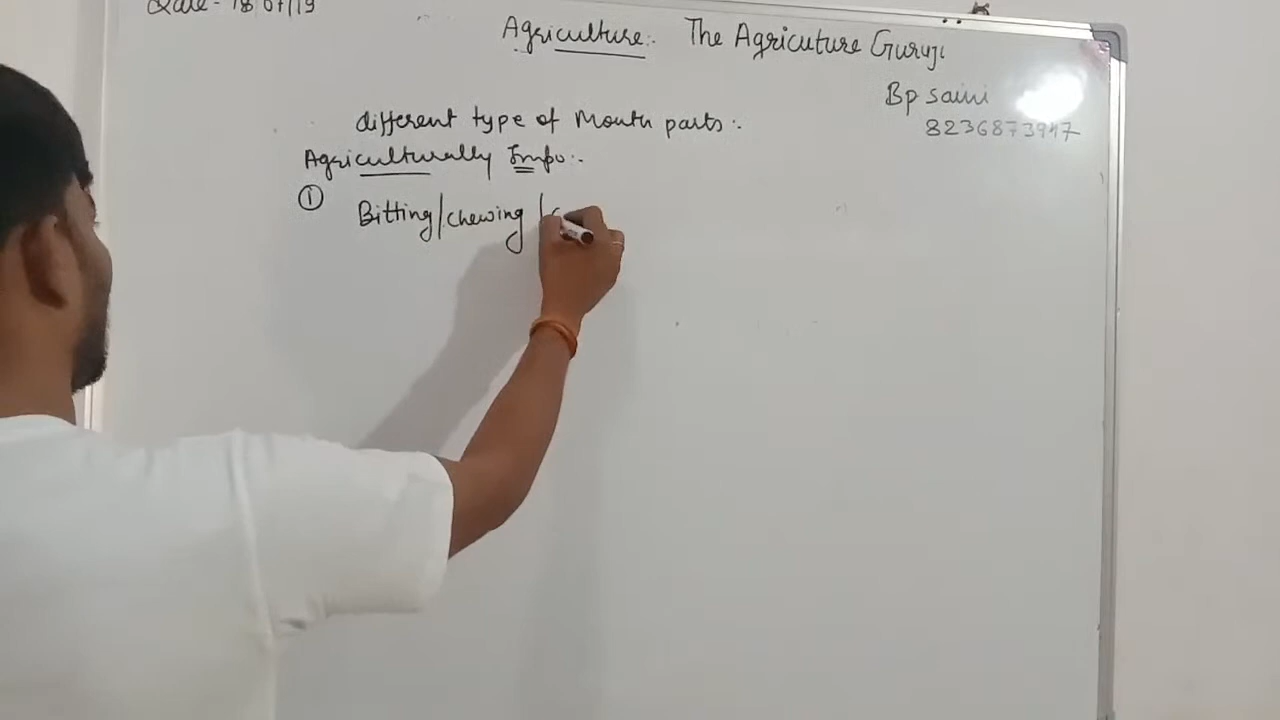 Date - 18/07/19
Agriculture:. The Agricuture Guruji
Bp saini
8236873947
different type of Mouth parts :.
Agriculturally Impo:.
① Bitting/chewing /